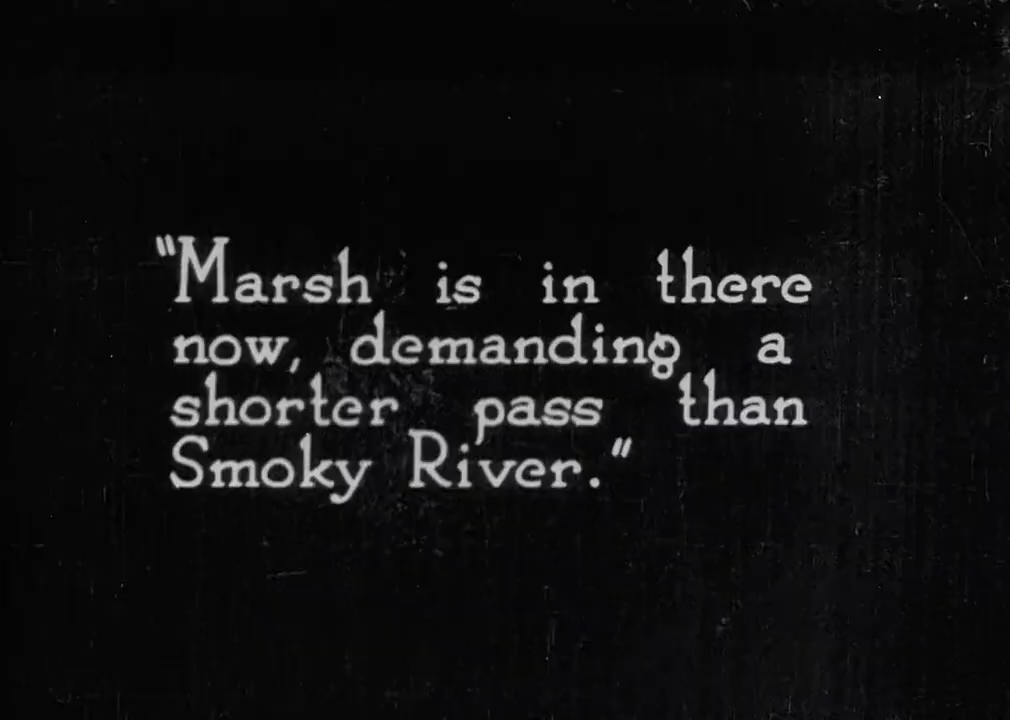 "Marsh is in there
now, demanding a
shorter pass than
Smoky River."